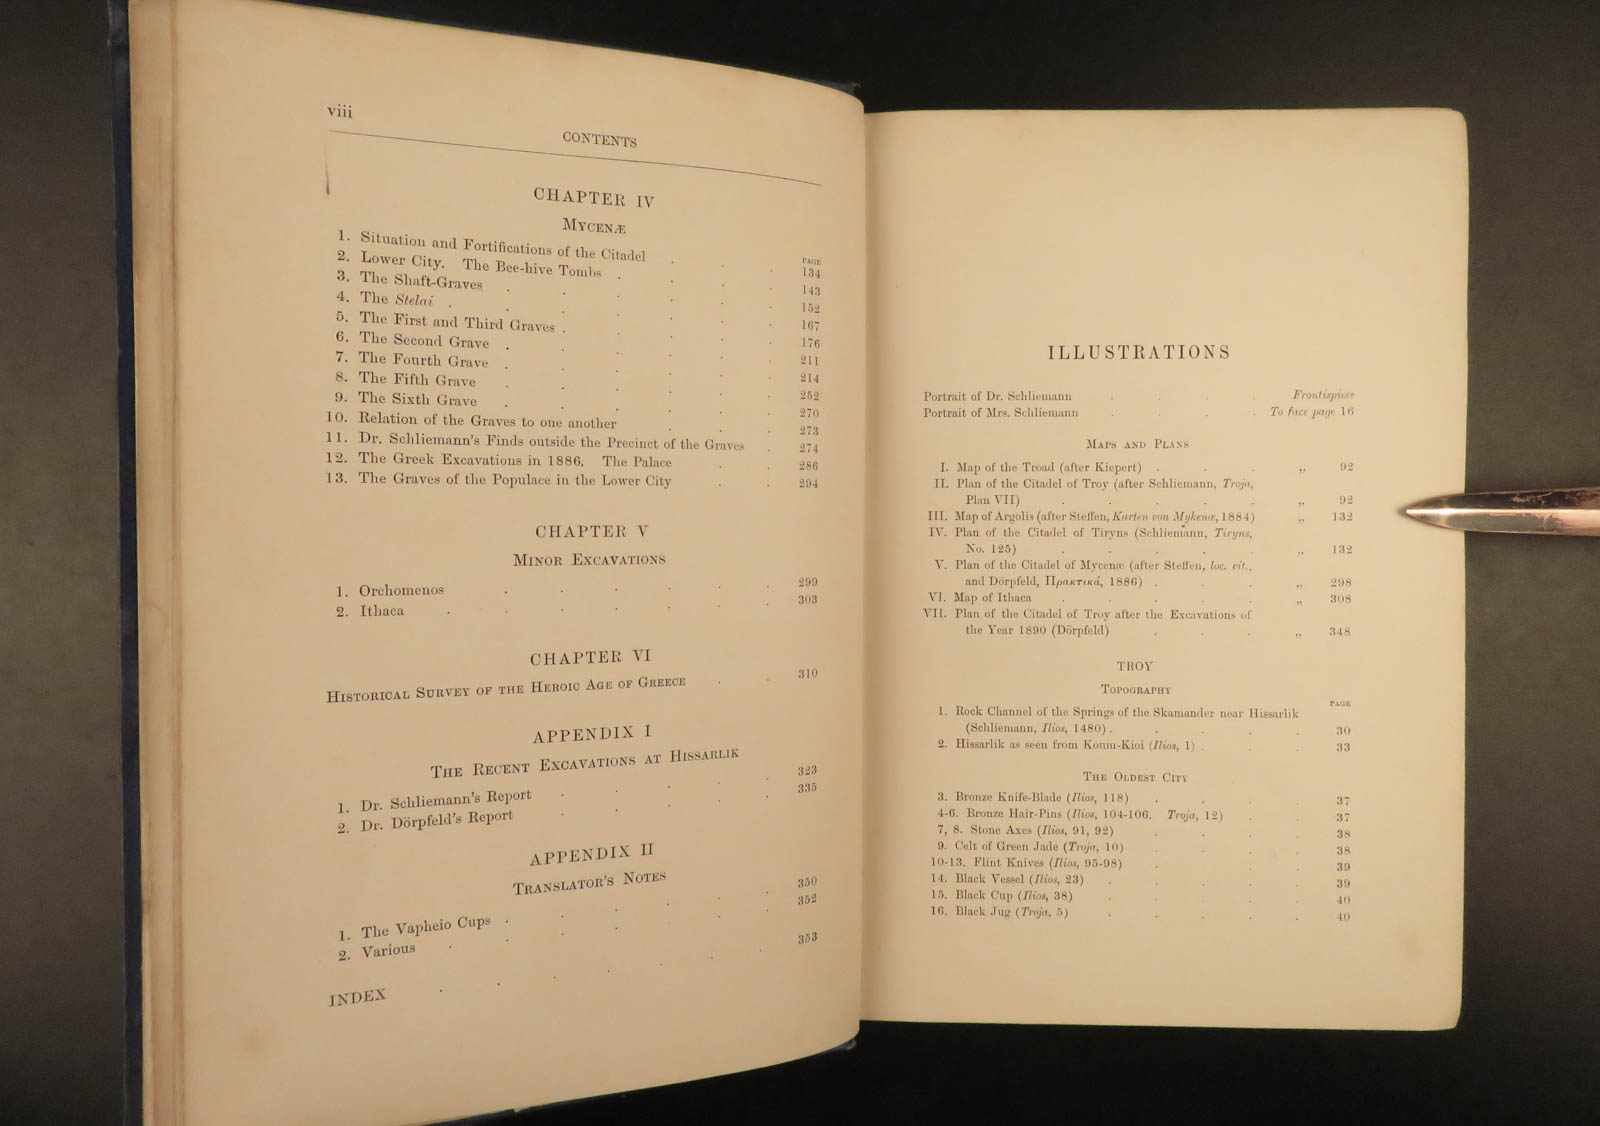 viii
CONTENTS
CHAPTER IV
MYCENÆ
PAGE
1. Situation and Fortifications of the Citadel . . 134
2. Lower City. The Bee-hive Tombs . . . . 143
3. The Shaft-Graves . . . . . 152
4. The Stelai . . . . . . 167
5. The First and Third Graves . . . . 176
6. The Second Grave . . . . . 211
7. The Fourth Grave . . . . . 214
8. The Fifth Grave . . . . . 252
9. The Sixth Grave . . . . . 270
10. Relation of the Graves to one another . . . 273
11. Dr. Schliemann's Finds outside the Precinct of the Graves . 274
12. The Greek Excavations in 1886. The Palace . . 286
13. The Graves of the Populace in the Lower City . . 294
CHAPTER V
MINOR EXCAVATIONS
1. Orchomenos . . . . . 299
2. Ithaca . . . . . . 303
CHAPTER VI
HISTORICAL SURVEY OF THE HEROIC AGE OF GREECE . . 310
APPENDIX I
THE RECENT EXCAVATIONS AT HISSARLIK
1. Dr. Schliemann's Report . . . . 323
2. Dr. Dörpfeld's Report . . . . 335
APPENDIX II
TRANSLATOR'S NOTES
1. The Vapheio Cups . . . . . 350
2. Various . . . . . . 352
INDEX . . . . . . 353
ILLUSTRATIONS
Portrait of Dr. Schliemann . . . . Frontispiece
Portrait of Mrs. Schliemann . . . . To face page 16
MAPS AND PLANS
I. Map of the Troad (after Kiepert) . . . „ 92
II. Plan of the Citadel of Troy (after Schliemann, Troja,
Plan VII) . . . . . „ 92
III. Map of Argolis (after Steffen, Karten von Mykenæ, 1884) „ 132
IV. Plan of the Citadel of Tiryns (Schliemann, Tiryns,
No. 125) . . . . . „ 132
V. Plan of the Citadel of Mycenæ (after Steffen, loc. cit.,
and Dörpfeld, Πρακτικά, 1886) . . . „ 298
VI. Map of Ithaca . . . . . „ 308
VII. Plan of the Citadel of Troy after the Excavations of
the Year 1890 (Dörpfeld) . . . „ 348
TROY
TOPOGRAPHY
PAGE
1. Rock Channel of the Springs of the Skamander near Hissarlik
(Schliemann, Ilios, 1480) . . . . . 30
2. Hissarlik as seen from Koum-Kioi (Ilios, 1) . . . 33
THE OLDEST CITY
3. Bronze Knife-Blade (Ilios, 118) . . . . 37
4-6. Bronze Hair-Pins (Ilios, 104-106. Troja, 12) . . 37
7, 8. Stone Axes (Ilios, 91, 92) . . . . 38
9. Celt of Green Jade (Troja, 10) . . . . 38
10-13. Flint Knives (Ilios, 95-98) . . . . 39
14. Black Vessel (Ilios, 23) . . . . . 39
15. Black Cup (Ilios, 38) . . . . . 40
16. Black Jug (Troja, 5) . . . . . 40